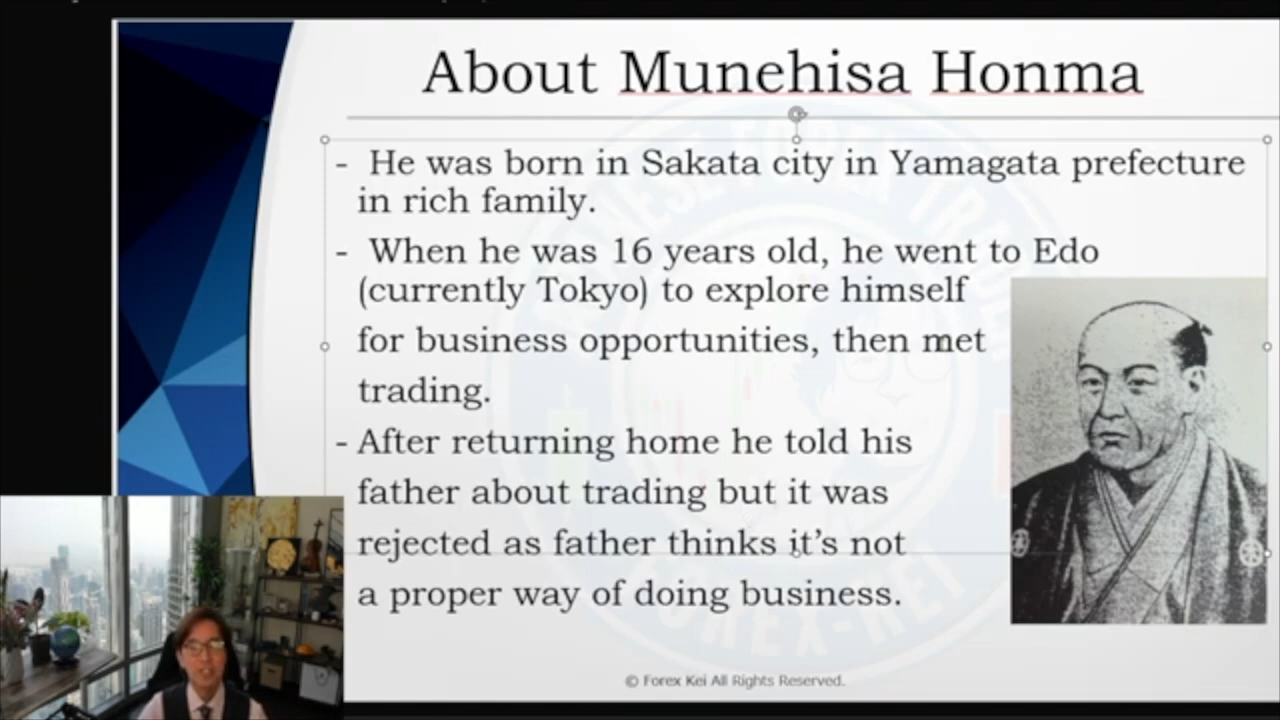 About Munehisa Honma
- He was born in Sakata city in Yamagata prefecture
in rich family.
- When he was 16 years old, he went to Edo
(currently Tokyo) to explore himself
for business opportunities, then met
trading.
- After returning home he told his
father about trading but it was
rejected as father thinks it’s not
a proper way of doing business.
© Forex Kei All Rights Reserved.